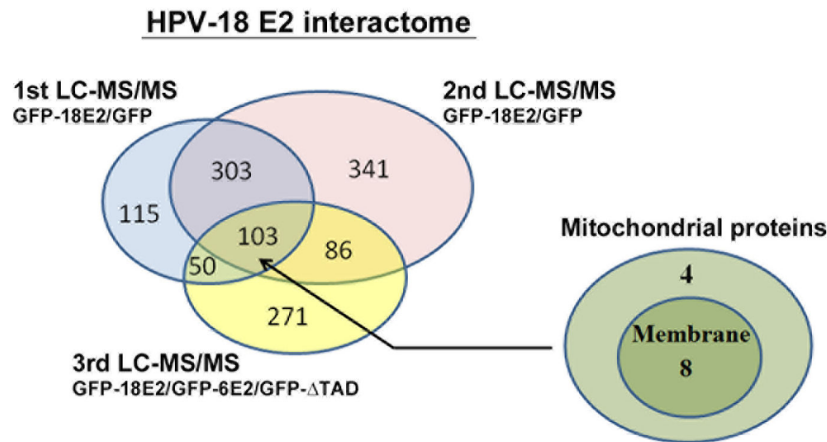 HPV-18 E2 interactome
1st LC-MS/MS
GFP-18E2/GFP
2nd LC-MS/MS
GFP-18E2/GFP
303
341
115
103
50
86
271
3rd LC-MS/MS
GFP-18E2/GFP-6E2/GFP-ΔTAD
Mitochondrial proteins
4
Membrane
8